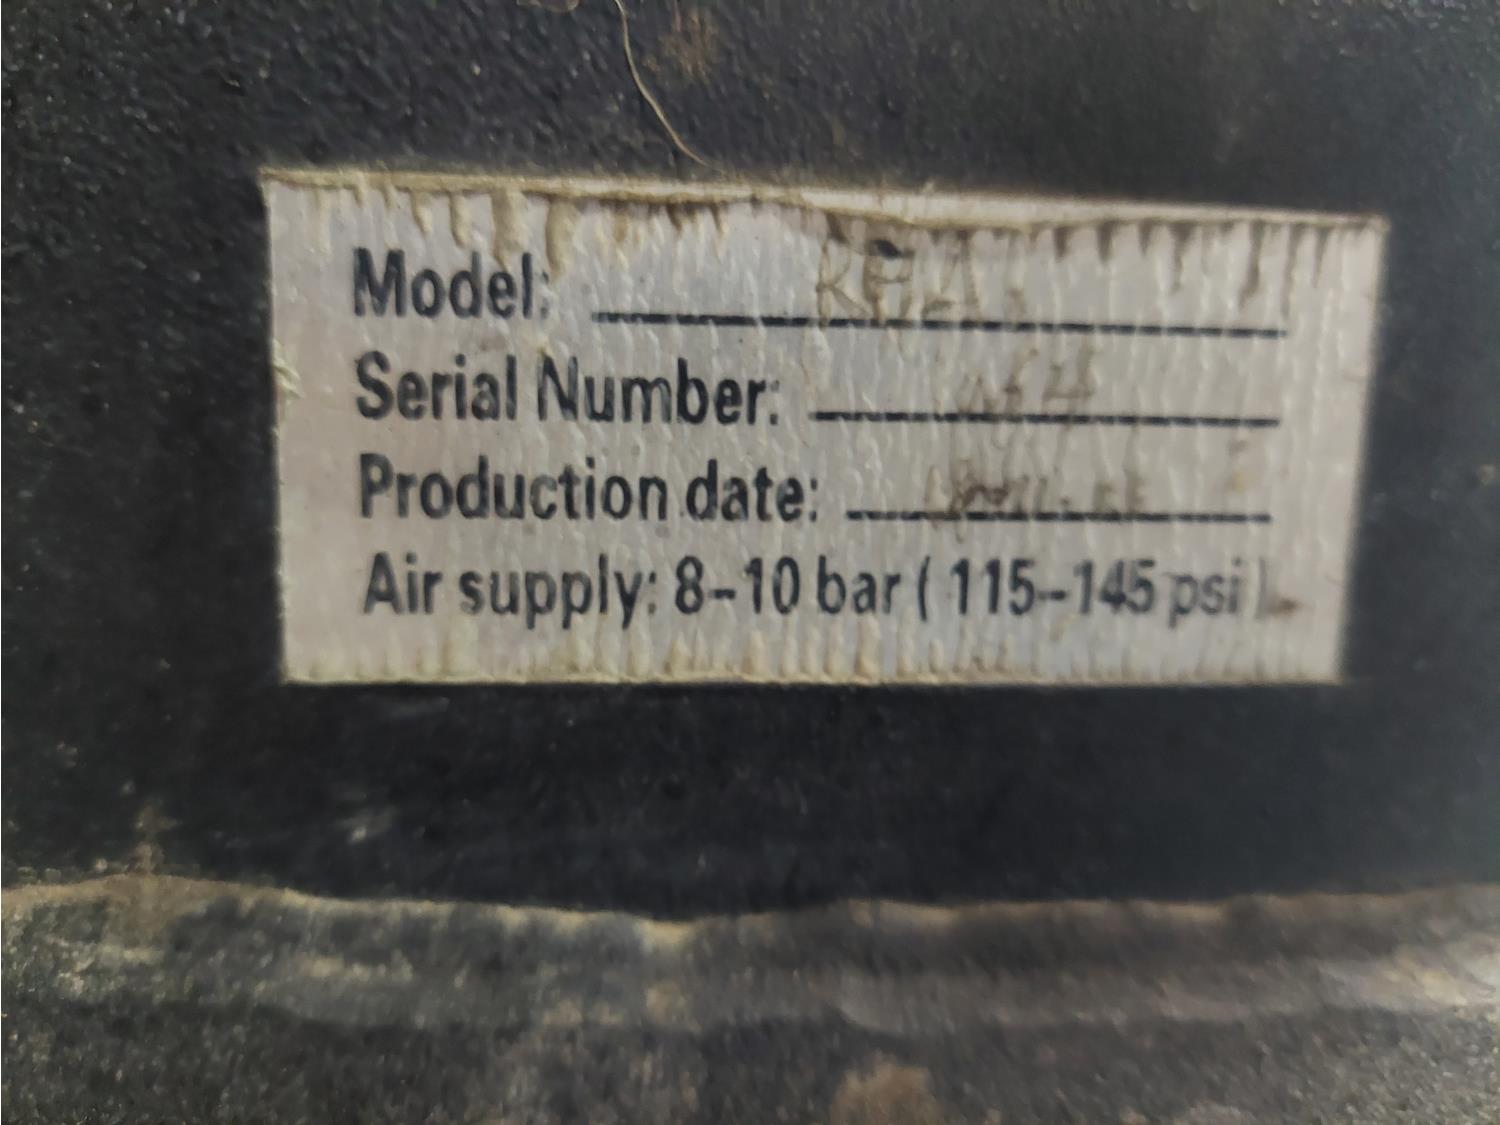 Model:
Serial Number:
Production date:
Air supply: 8–10 bar ( 115–145 psi )